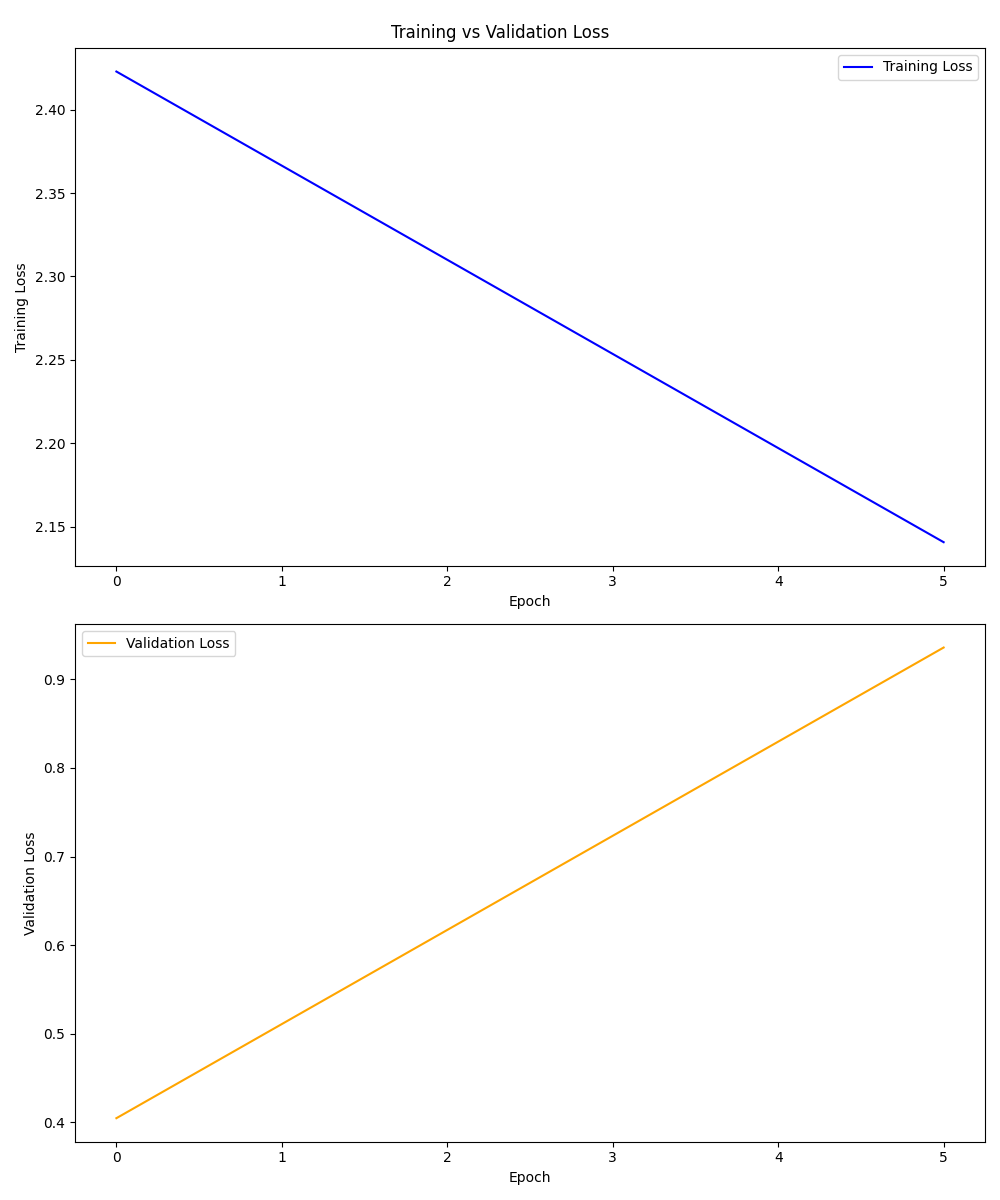 Training vs Validation Loss
Training Loss
2.40
2.35
2.30
2.25
2.20
2.15
Training Loss
0 1 2 3 4 5
Epoch
Validation Loss
0.9
0.8
0.7
0.6
0.5
0.4
Validation Loss
0 1 2 3 4 5
Epoch